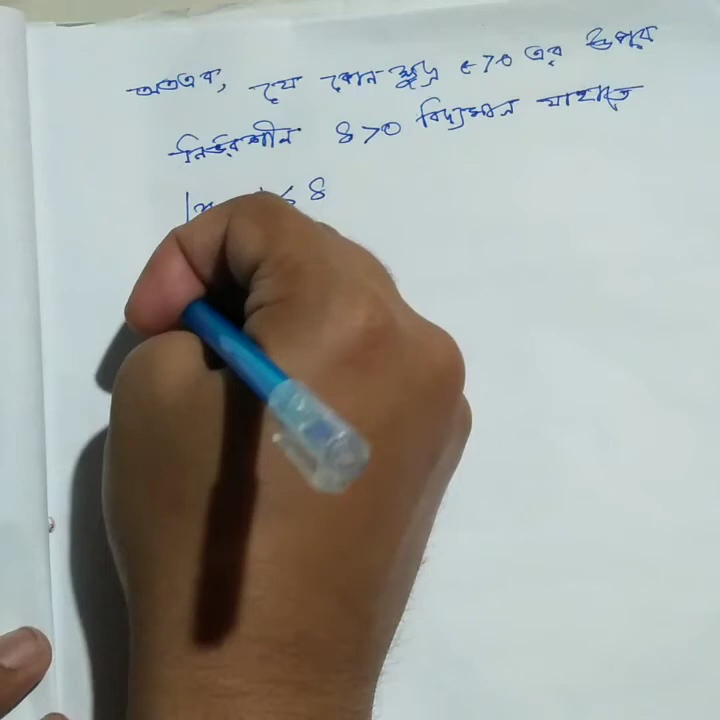 অতএব, যে কোন ক্ষুদ্র ϵ>0 এর উপর
নির্ভরশীল δ>0 বিদ্যমান যাহাতে
δ